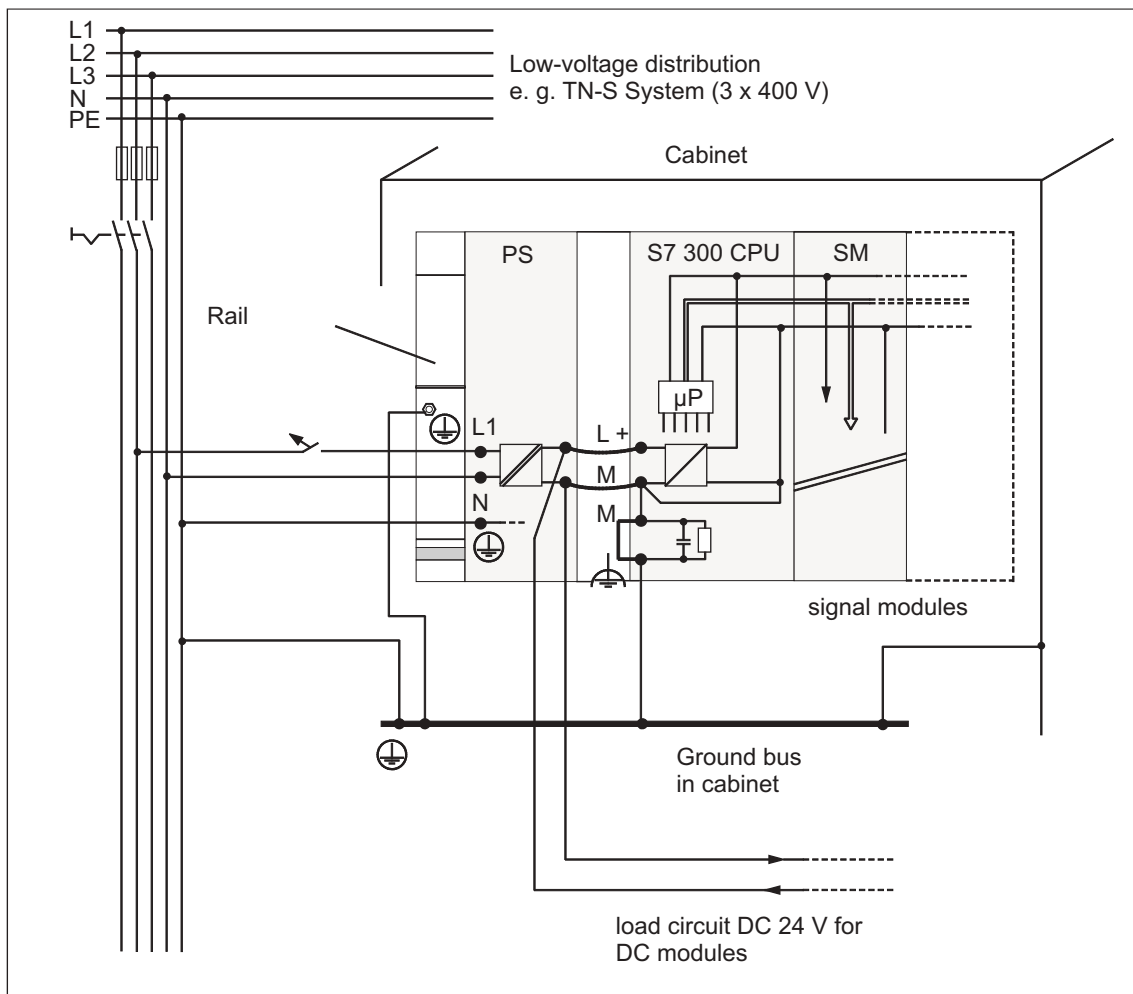 L1
L2
L3
N
PE
Low-voltage distribution
e. g. TN-S System (3 x 400 V)
Cabinet
PS
S7 300 CPU
SM
Rail
µP
L1
L +
M
N
M
signal modules
Ground bus
in cabinet
load circuit DC 24 V for
DC modules